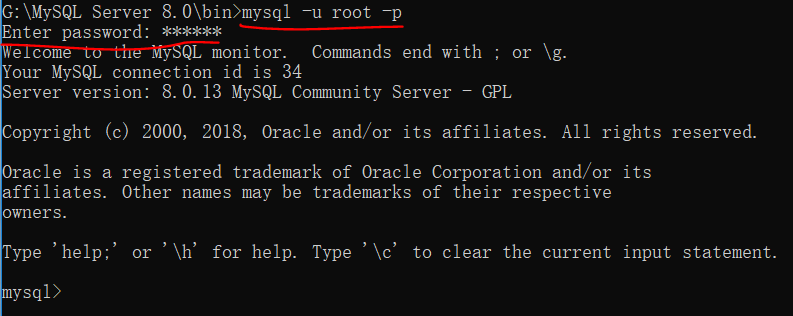 G:\MySQL Server 8.0\bin>mysql -u root -p
Enter password: ******
Welcome to the MySQL monitor.  Commands end with ; or \g.
Your MySQL connection id is 34
Server version: 8.0.13 MySQL Community Server - GPL
Copyright (c) 2000, 2018, Oracle and/or its affiliates. All rights reserved.
Oracle is a registered trademark of Oracle Corporation and/or its
affiliates. Other names may be trademarks of their respective
owners.
Type 'help;' or '\h' for help. Type '\c' to clear the current input statement.
mysql>